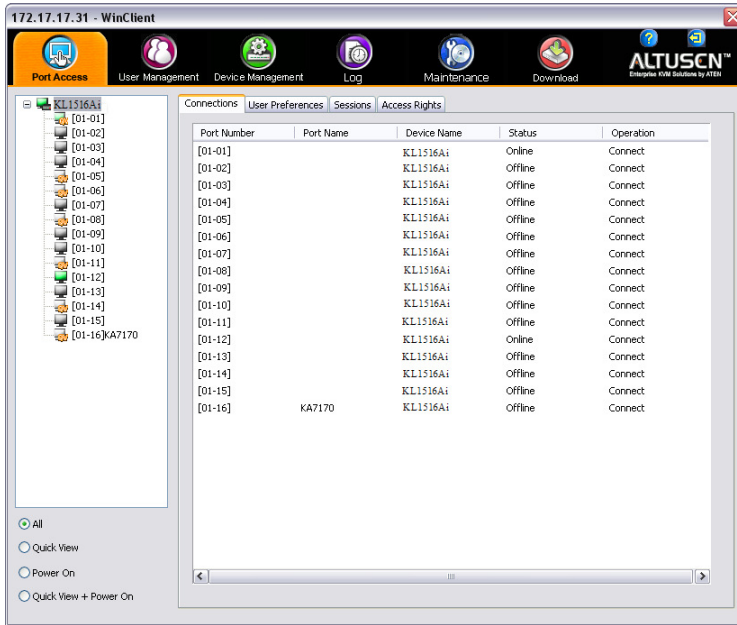 172.17.17.31 - WinClient
Port Access User Management Device Management Log Maintenance Download
ALTUSEN™
Enterprise KVM Solutions by ATEN
KL1516Ai
[01-01]
[01-02]
[01-03]
[01-04]
[01-05]
[01-06]
[01-07]
[01-08]
[01-09]
[01-10]
[01-11]
[01-12]
[01-13]
[01-14]
[01-15]
[01-16]KA7170
All
Quick View
Power On
Quick View + Power On
Connections User Preferences Sessions Access Rights
Port Number Port Name Device Name Status Operation
[01-01] KL1516Ai Online Connect
[01-02] KL1516Ai Offline Connect
[01-03] KL1516Ai Offline Connect
[01-04] KL1516Ai Offline Connect
[01-05] KL1516Ai Offline Connect
[01-06] KL1516Ai Offline Connect
[01-07] KL1516Ai Offline Connect
[01-08] KL1516Ai Offline Connect
[01-09] KL1516Ai Offline Connect
[01-10] KL1516Ai Offline Connect
[01-11] KL1516Ai Offline Connect
[01-12] KL1516Ai Online Connect
[01-13] KL1516Ai Offline Connect
[01-14] KL1516Ai Offline Connect
[01-15] KL1516Ai Offline Connect
[01-16] KA7170 KL1516Ai Offline Connect